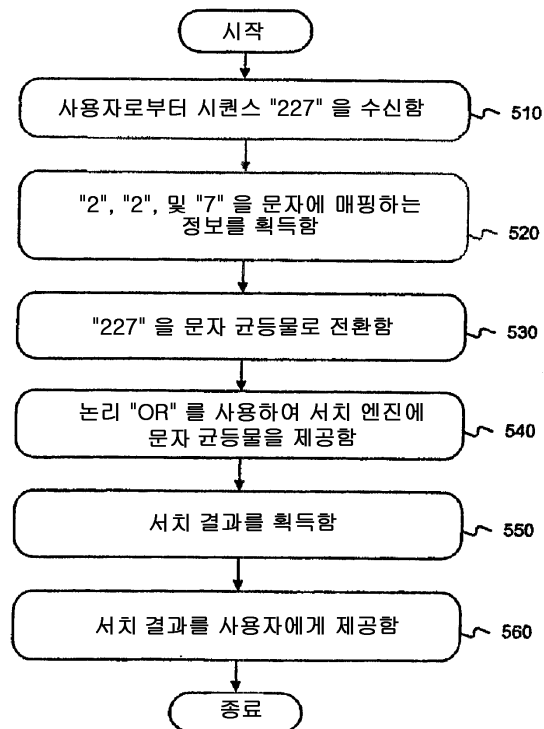 시작
사용자로부터 시퀀스 "227" 을 수신함
510
"2", "2", 및 "7" 을 문자에 매핑하는
정보를 획득함
520
"227" 을 문자 균등물로 전환함
530
논리 "OR" 를 사용하여 서치 엔진에
문자 균등물을 제공함
540
서치 결과를 획득함
550
서치 결과를 사용자에게 제공함
560
종료